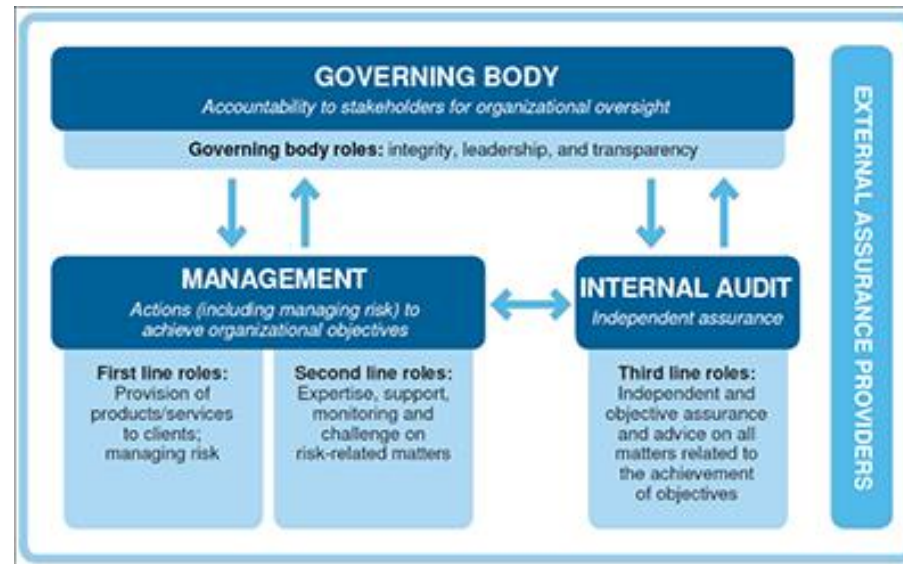 GOVERNING BODY
Accountability to stakeholders for organizational oversight
Governing body roles: integrity, leadership, and transparency
MANAGEMENT
Actions (including managing risk) to
achieve organizational objectives
First line roles:
Provision of
products/services
to clients;
managing risk
Second line roles:
Expertise, support,
monitoring and
challenge on
risk-related matters
INTERNAL AUDIT
Independent assurance
Third line roles:
Independent and
objective assurance
and advice on all
matters related to
the achievement
of objectives
EXTERNAL ASSURANCE PROVIDERS